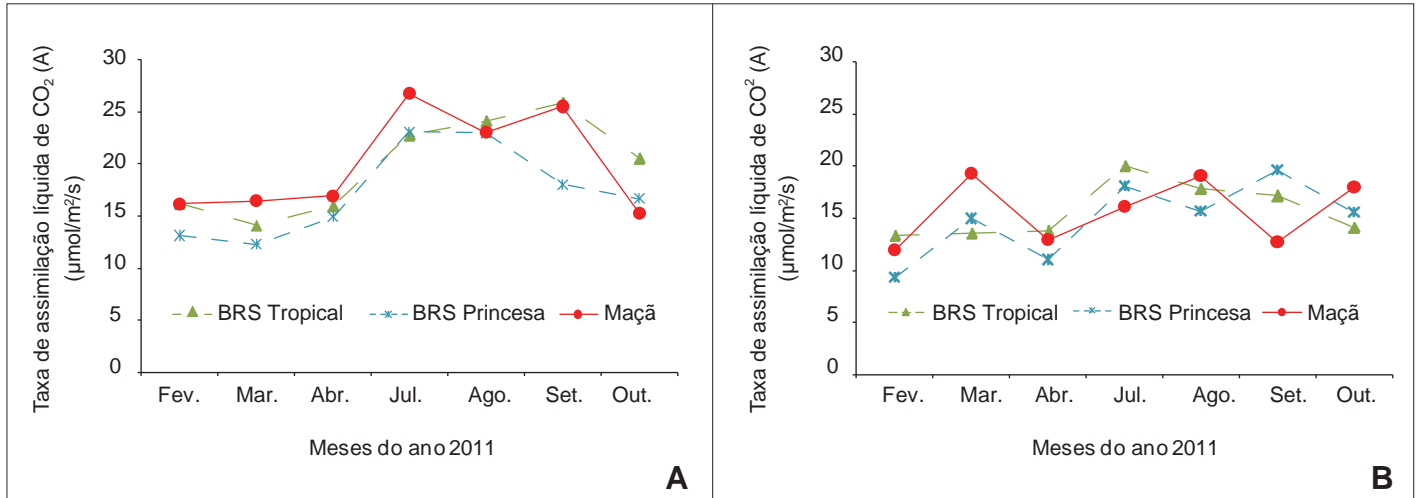 Taxa de assimilação líquida de CO₂ (A)
(µmol/m²/s)
30
25
20
15
10
5
0
BRS Tropical
BRS Princesa
Maçã
Fev.
Mar.
Abr.
Jul.
Ago.
Set.
Out.
Meses do ano 2011
A
Taxa de assimilação líquida de CO² (A)
(µmol/m²/s)
30
25
20
15
10
5
0
BRS Tropical
BRS Princesa
Maçã
Fev.
Mar.
Abr.
Jul.
Ago.
Set.
Out.
Meses do ano 2011
B